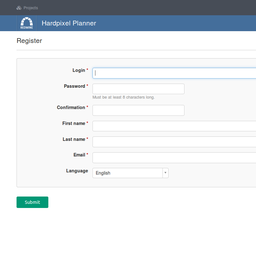 Projects
Hardpixel Planner
Register
Login *
Password *
Must be at least 8 characters long.
Confirmation *
First name *
Last name *
Email *
Language
English
Submit